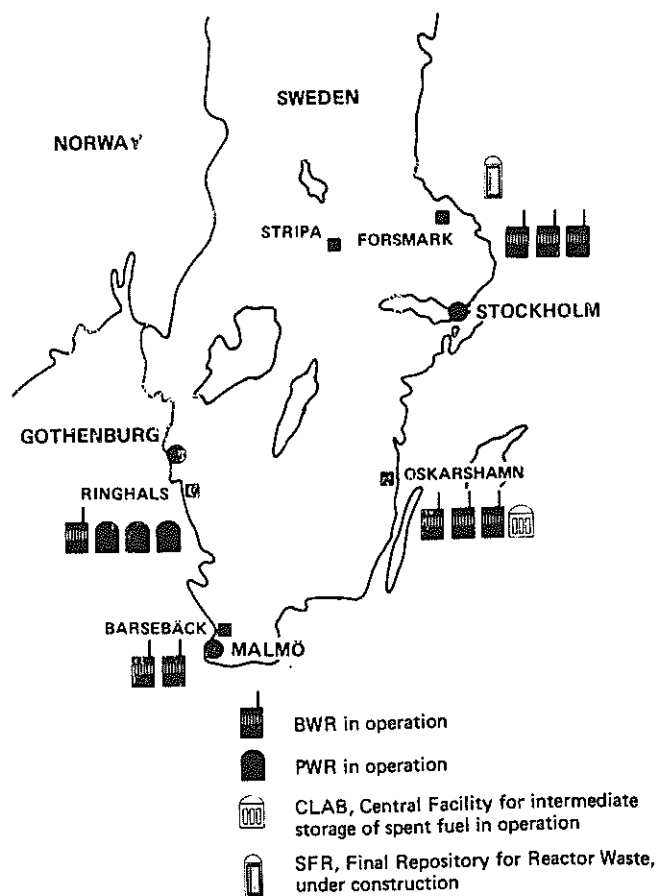 SWEDEN
NORWAY
STRIPA
FORSMARK
STOCKHOLM
GOTHENBURG
RINGHALS
OSKARSHAMN
BARSEBÄCK
MALMÖ
BWR in operation
PWR in operation
CLAB, Central Facility for intermediate
storage of spent fuel in operation
SFR, Final Repository for Reactor Waste,
under construction